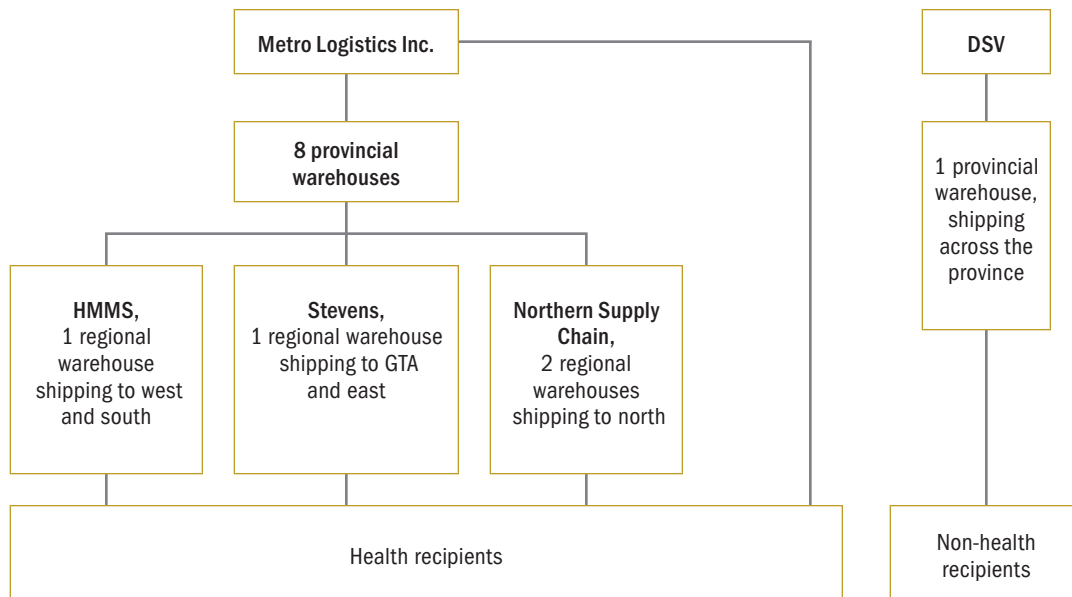 Metro Logistics Inc.
DSV
8 provincial
warehouses
1 provincial
warehouse,
shipping
across the
province
HMMS,
1 regional
warehouse
shipping to west
and south
Stevens,
1 regional warehouse
shipping to GTA
and east
Northern Supply
Chain,
2 regional
warehouses
shipping to north
Health recipients
Non-health
recipients